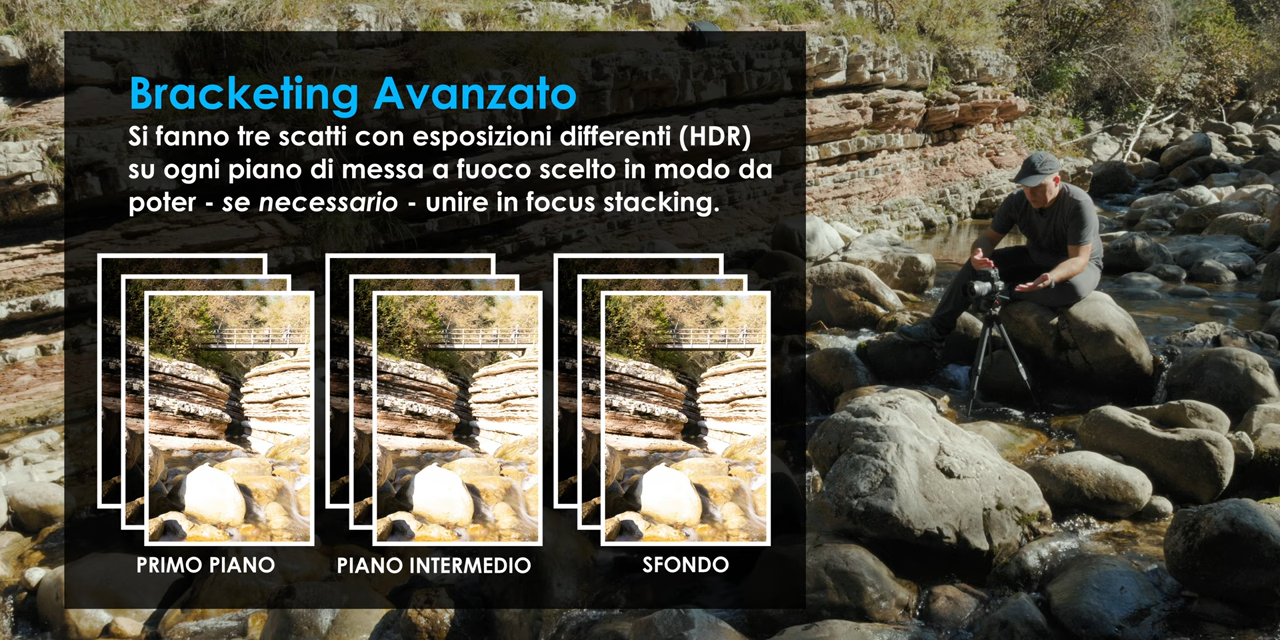 Bracketing Avanzato
Si fanno tre scatti con esposizioni differenti (HDR)
su ogni piano di messa a fuoco scelto in modo da
poter - se necessario - unire in focus stacking.
PRIMO PIANO
PIANO INTERMEDIO
SFONDO